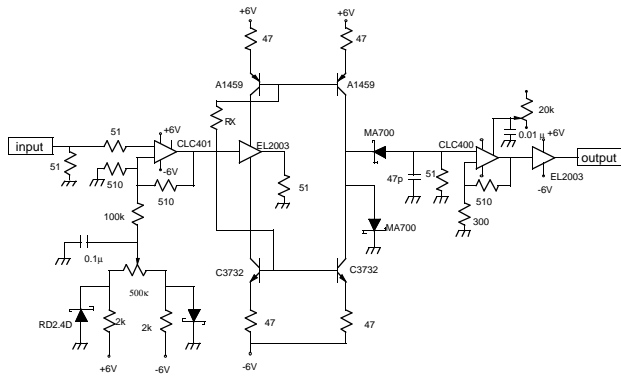 +6V
+6V
47
47
A1459
A1459
RX
20k
0.01 μ
+6V
MA700
CLC400
input
51
51
+6V
CLC401
-6V
EL2003
51
510
510
47p
51
510
300
-6V
EL2003
output
100k
MA700
0.1μ
C3732
C3732
500κ
RD2.4D
2k
2k
47
47
+6V
-6V
-6V